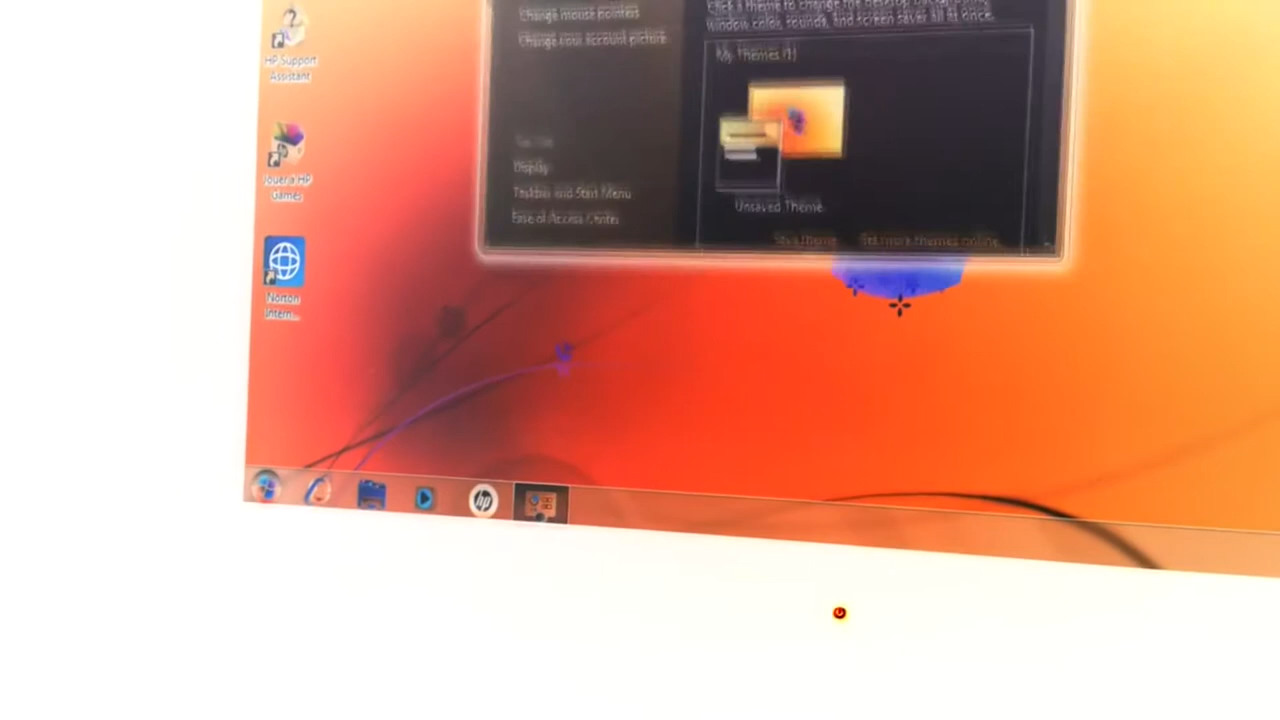 HP Support
Assistant
Jouer à HP
Games
Norton
Intern...
Change mouse pointers
Change your account picture
Display
Taskbar and Start Menu
Ease of Access Center
Click a theme to change the desktop background,
window color, sounds, and screen saver all at once.
My Themes (1)
Unsaved Theme
Save theme
Get more themes online
hp